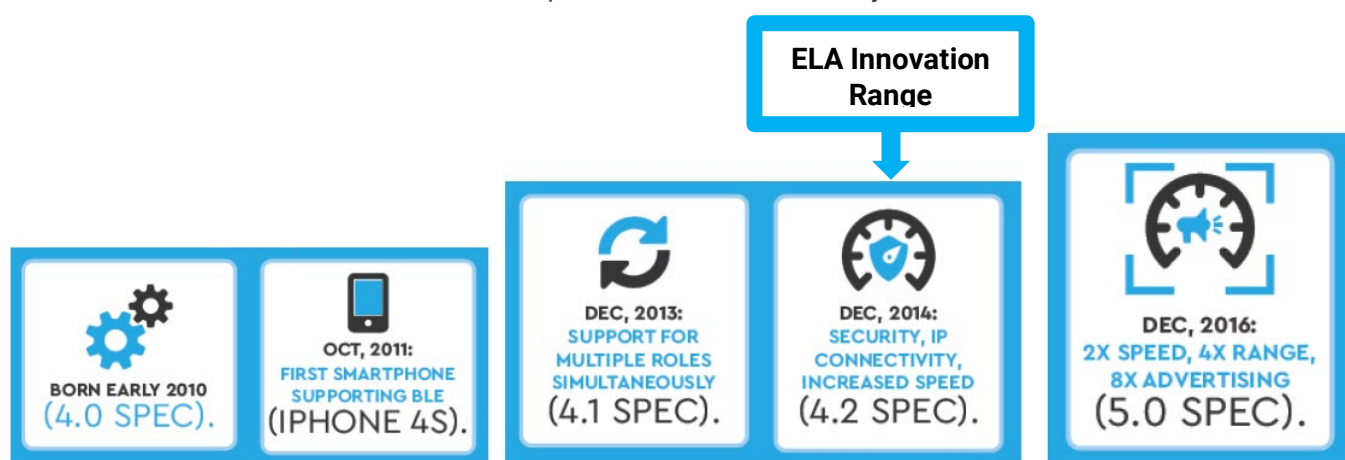 ELA Innovation
Range
BORN EARLY 2010
(4.0 SPEC).
OCT, 2011:
FIRST SMARTPHONE
SUPPORTING BLE
(IPHONE 4S).
DEC, 2013:
SUPPORT FOR
MULTIPLE ROLES
SIMULTANEOUSLY
(4.1 SPEC).
DEC, 2014:
SECURITY, IP
CONNECTIVITY,
INCREASED SPEED
(4.2 SPEC).
DEC, 2016:
2X SPEED, 4X RANGE,
8X ADVERTISING
(5.0 SPEC).